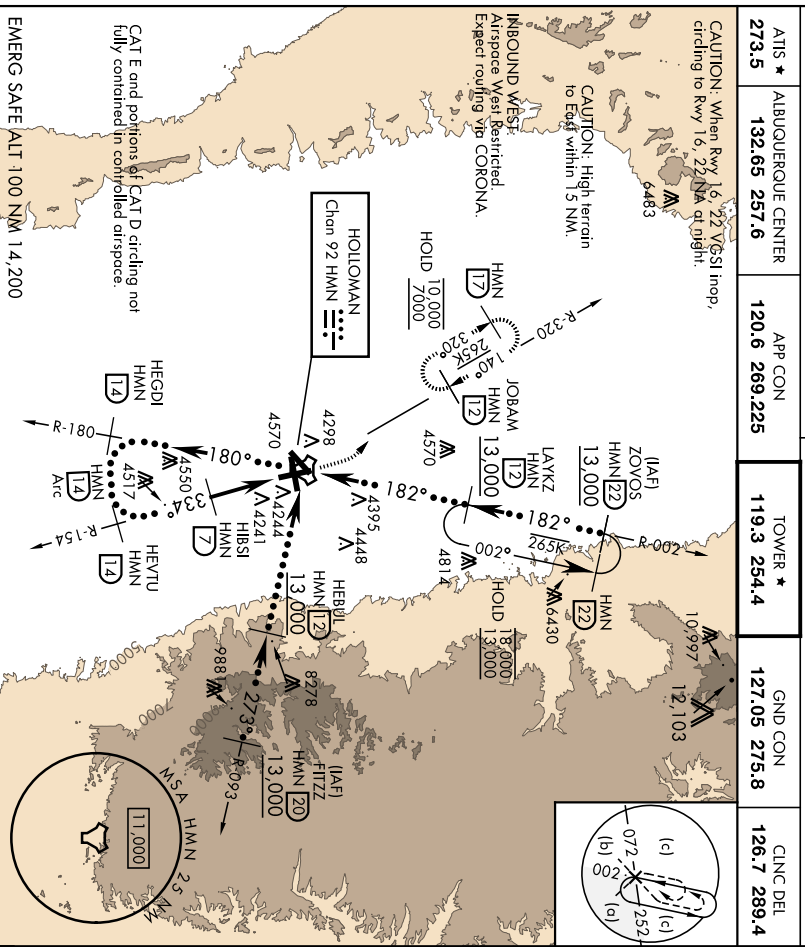 ATIS ★
273.5
ALBUQUERQUE CENTER
132.65 257.6
APP CON
120.6 269.225
TOWER ★
119.3 254.4
GND CON
127.05 275.8
CLNC DEL
126.7 289.4
CAUTION: When Rwy 16, 22 VGSI inop,
circling to Rwy 16, 22 NA at night.
CAUTION: High terrain
to East within 15 NM.
INBOUND WEST:
Airspace West Restricted.
Expect routing via CORONA.
6483
HOLD 10,000
7000
HMN
17
R-320
320°
265K
140°
JOBAM
HMN
12
(IAF)
ZOVOS
HMN 22
13,000
LAYKZ
HMN
12
13,000
R-002
182°
265K
002°
182°
HMN
22
HOLD 18,000
13,000
4570
4814
6430
10,997
12,103
4395
4448
4298
4570
4244
4241
HOLLOMAN
Chan 92 HMN
HEBUL
HMN 12
13,000
8278
9881
273°
R-093
(IAF)
FITZZ
HMN 20
13,000
5000
7000
9000
HEGDI
HMN
14
R-180
180°
4550
4517
HMN
14
Arc
334°
HIBSI
HMN
7
R-154
HEVTU
HMN
14
CAT E and portions of CAT D circling not
fully contained in controlled airspace.
EMERG SAFE ALT 100 NM 14,200
MSA HMN 25 NM
11,000
072
(c)
(b)
002
(a)
252
(c)